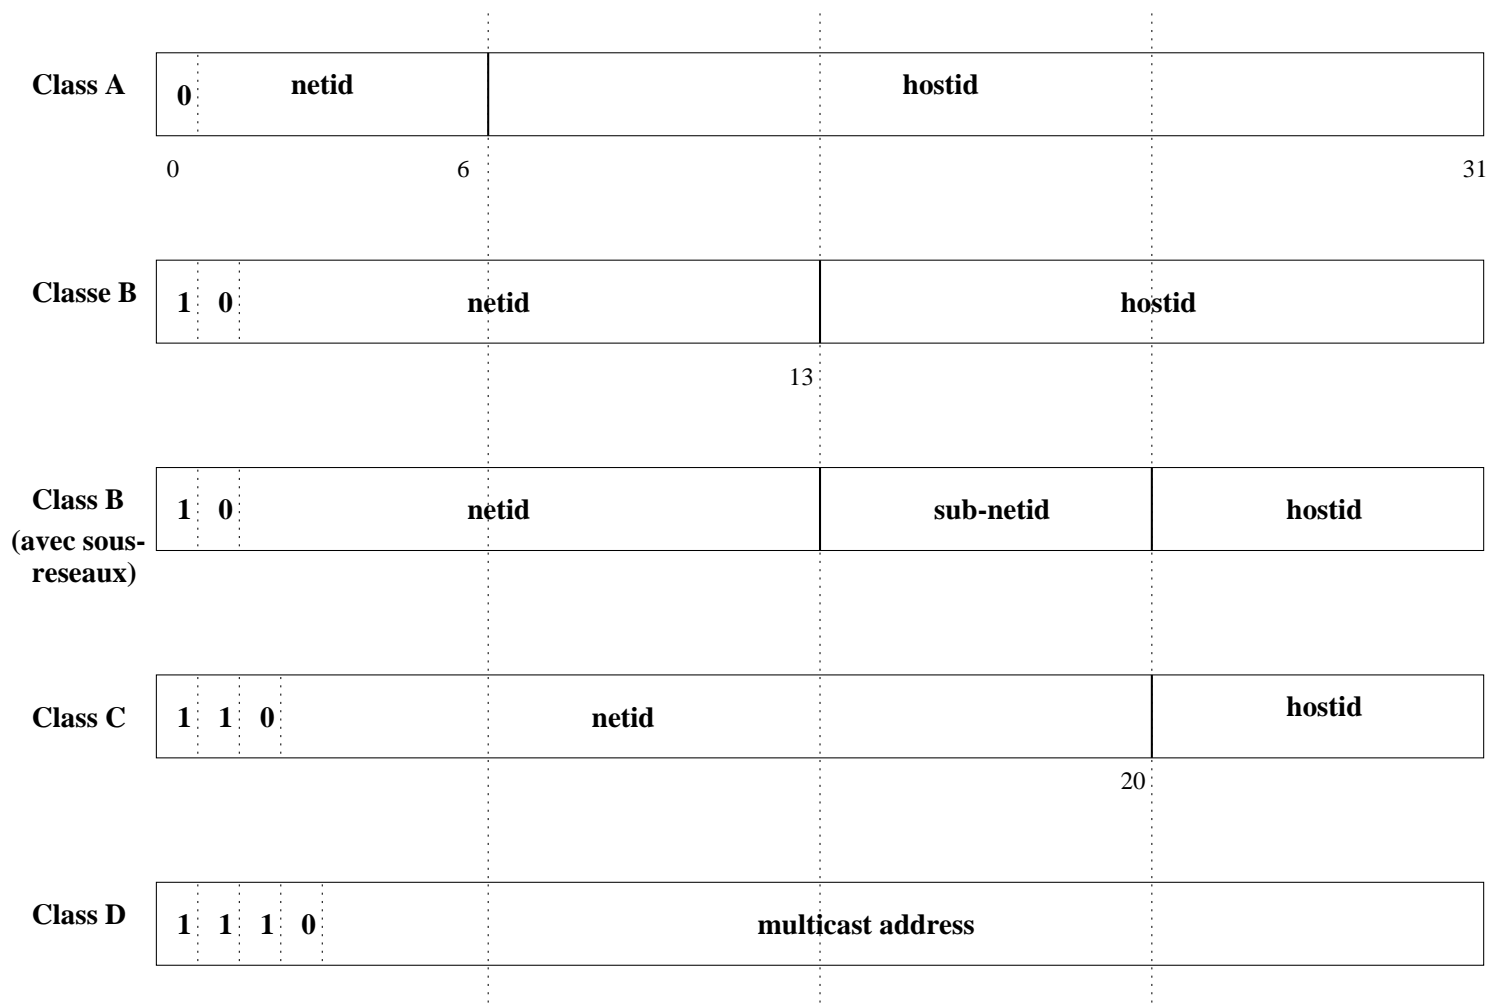 Class A 0 netid hostid
0 6 31
Classe B 1 0 netid hostid
13
Class B 1 0 netid sub-netid hostid
(avec sous-
reseaux)
Class C 1 1 0 netid hostid
20
Class D 1 1 1 0 multicast address